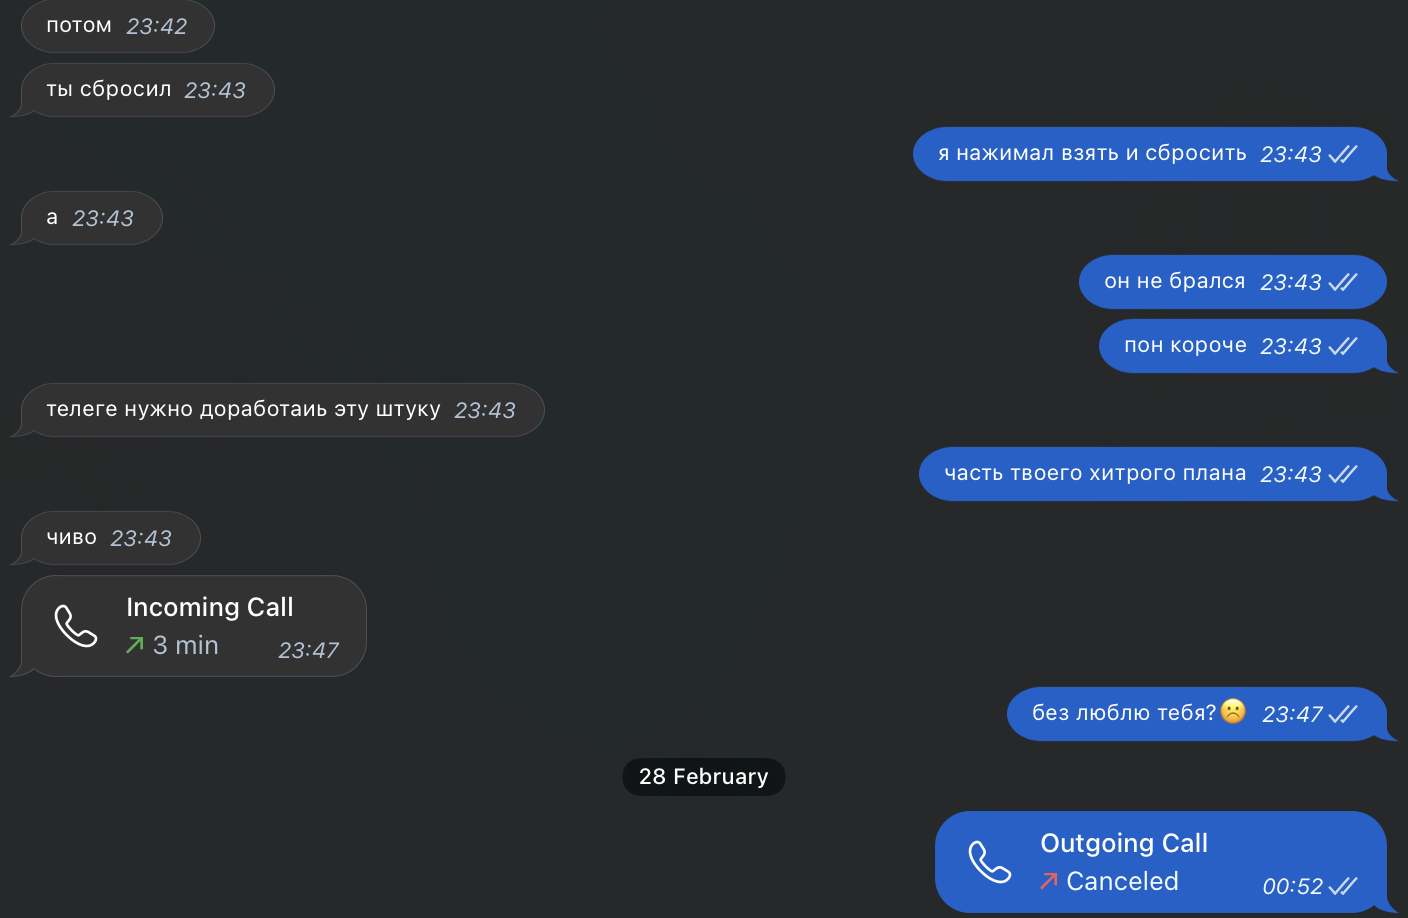 потом 23:42
ты сбросил 23:43
я нажимал взять и сбросить 23:43
а 23:43
он не брался 23:43
пон короче 23:43
телеге нужно доработаиь эту штуку 23:43
часть твоего хитрого плана 23:43
чиво 23:43
Incoming Call
3 min 23:47
без люблю тебя?☹️ 23:47
28 February
Outgoing Call
Canceled 00:52